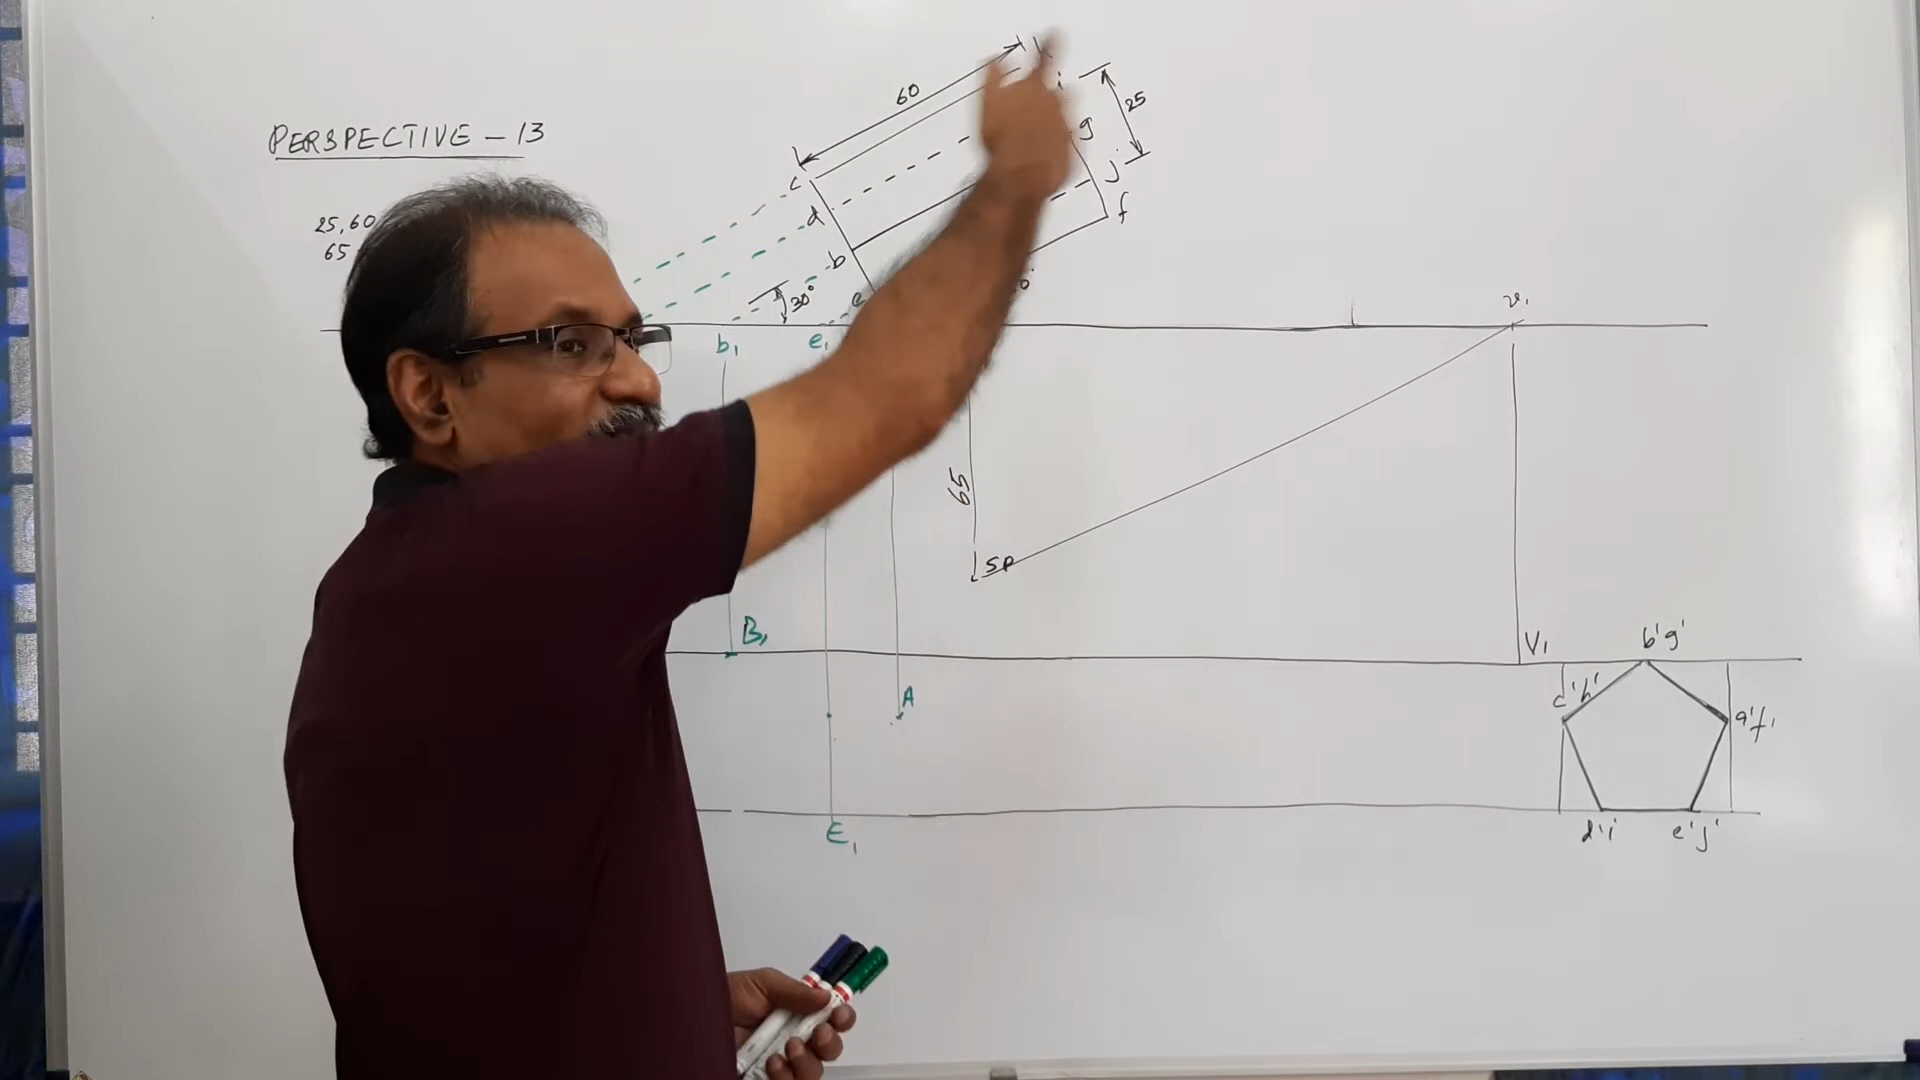 PERSPECTIVE - 13
25, 60
65
60
25
c
i
g
d
j
f
b
30°
e
v₁
b₁
e₁
65
SP
B₁
V₁
b'g'
c'h'
A
a'f'
E₁
d'i'
e'j'